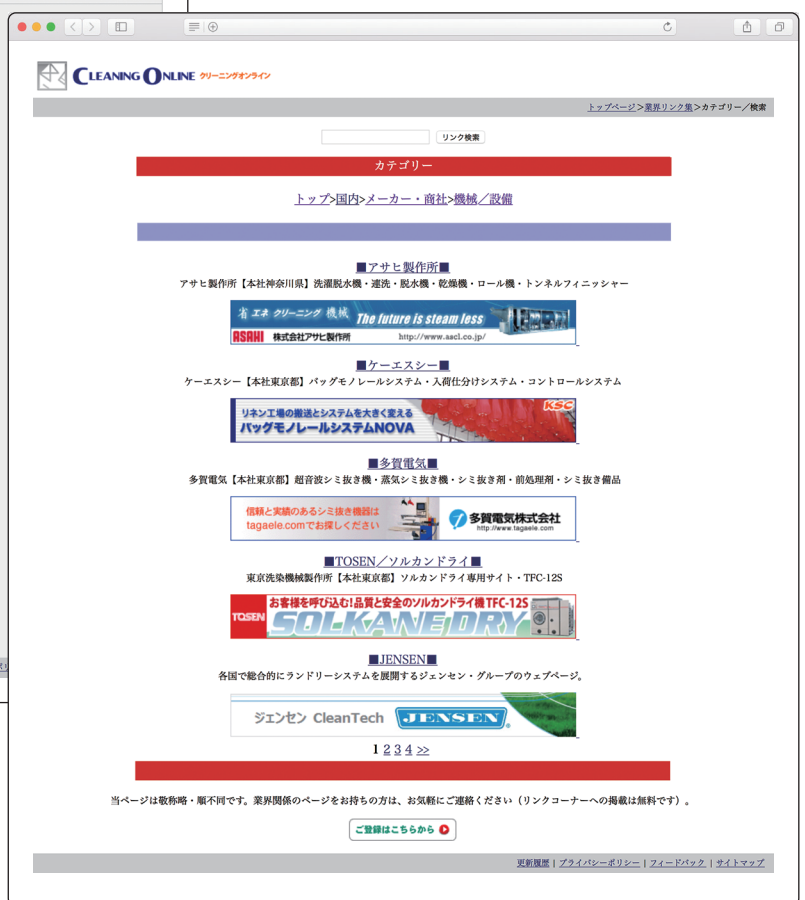 CLEANING ONLINE クリーニングオンライン
トップページ>業界リンク集>カテゴリー／検索
リンク検索
カテゴリー
トップ>国内>メーカー・商社>機械／設備
■アサヒ製作所■
アサヒ製作所【本社神奈川県】洗濯脱水機・連洗・脱水機・乾燥機・ロール機・トンネルフィニッシャー
省エネ クリーニング 機械 The future is steam less
ASAHI 株式会社アサヒ製作所 http://www.ascl.co.jp/
■ケーエスシー■
ケーエスシー【本社東京都】バッグモノレールシステム・入荷仕分けシステム・コントロールシステム
KSC
リネン工場の搬送とシステムを大きく変える
バッグモノレールシステムNOVA
■多賀電気■
多賀電気【本社東京都】超音波シミ抜き機・蒸気シミ抜き機・シミ抜き剤・前処理剤・シミ抜き備品
信頼と実績のあるシミ抜き機器は
tagaele.comでお探しください
多賀電気株式会社
http://www.tagaele.com
■TOSEN／ソルカンドライ■
東京洗染機械製作所【本社東京都】ソルカンドライ専用サイト・TFC-12S
お客様を呼び込む!品質と安全のソルカンドライ機TFC-12S
TOSEN SOLKANE DRY
■JENSEN■
各国で総合的にランドリーシステムを展開するジェンセン・グループのウェブページ。
ジェンセン CleanTech JENSEN
1 2 3 4 >>
当ページは敬称略・順不同です。業界関係のページをお持ちの方は、お気軽にご連絡ください（リンクコーナーへの掲載は無料です）。
ご登録はこちらから
更新履歴 | プライバシーポリシー | フィードバック | サイトマップ